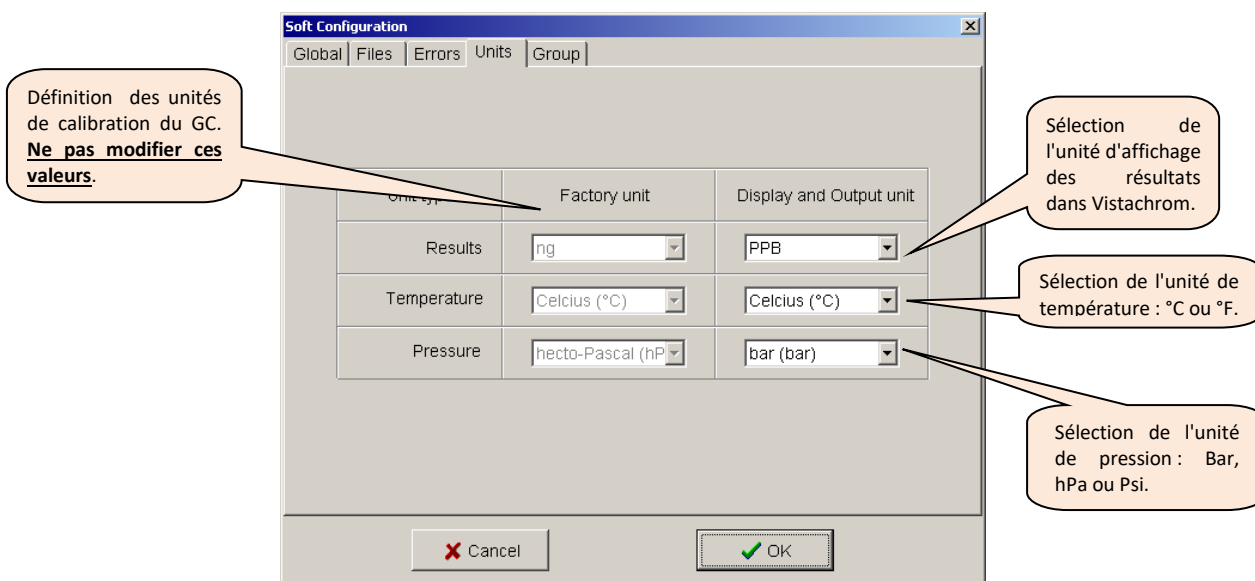 Soft Configuration
Global Files Errors Units Group
Définition des unités
de calibration du GC.
Ne pas modifier ces
valeurs.
Factory unit
Display and Output unit
Results
ng
PPB
Temperature
Celcius (°C)
Celcius (°C)
Pressure
hecto-Pascal (hP
bar (bar)
Sélection de
l'unité d'affichage
des résultats
dans Vistachrom.
Sélection de l'unité de
température : °C ou °F.
Sélection de l'unité
de pression : Bar,
hPa ou Psi.
Cancel
OK